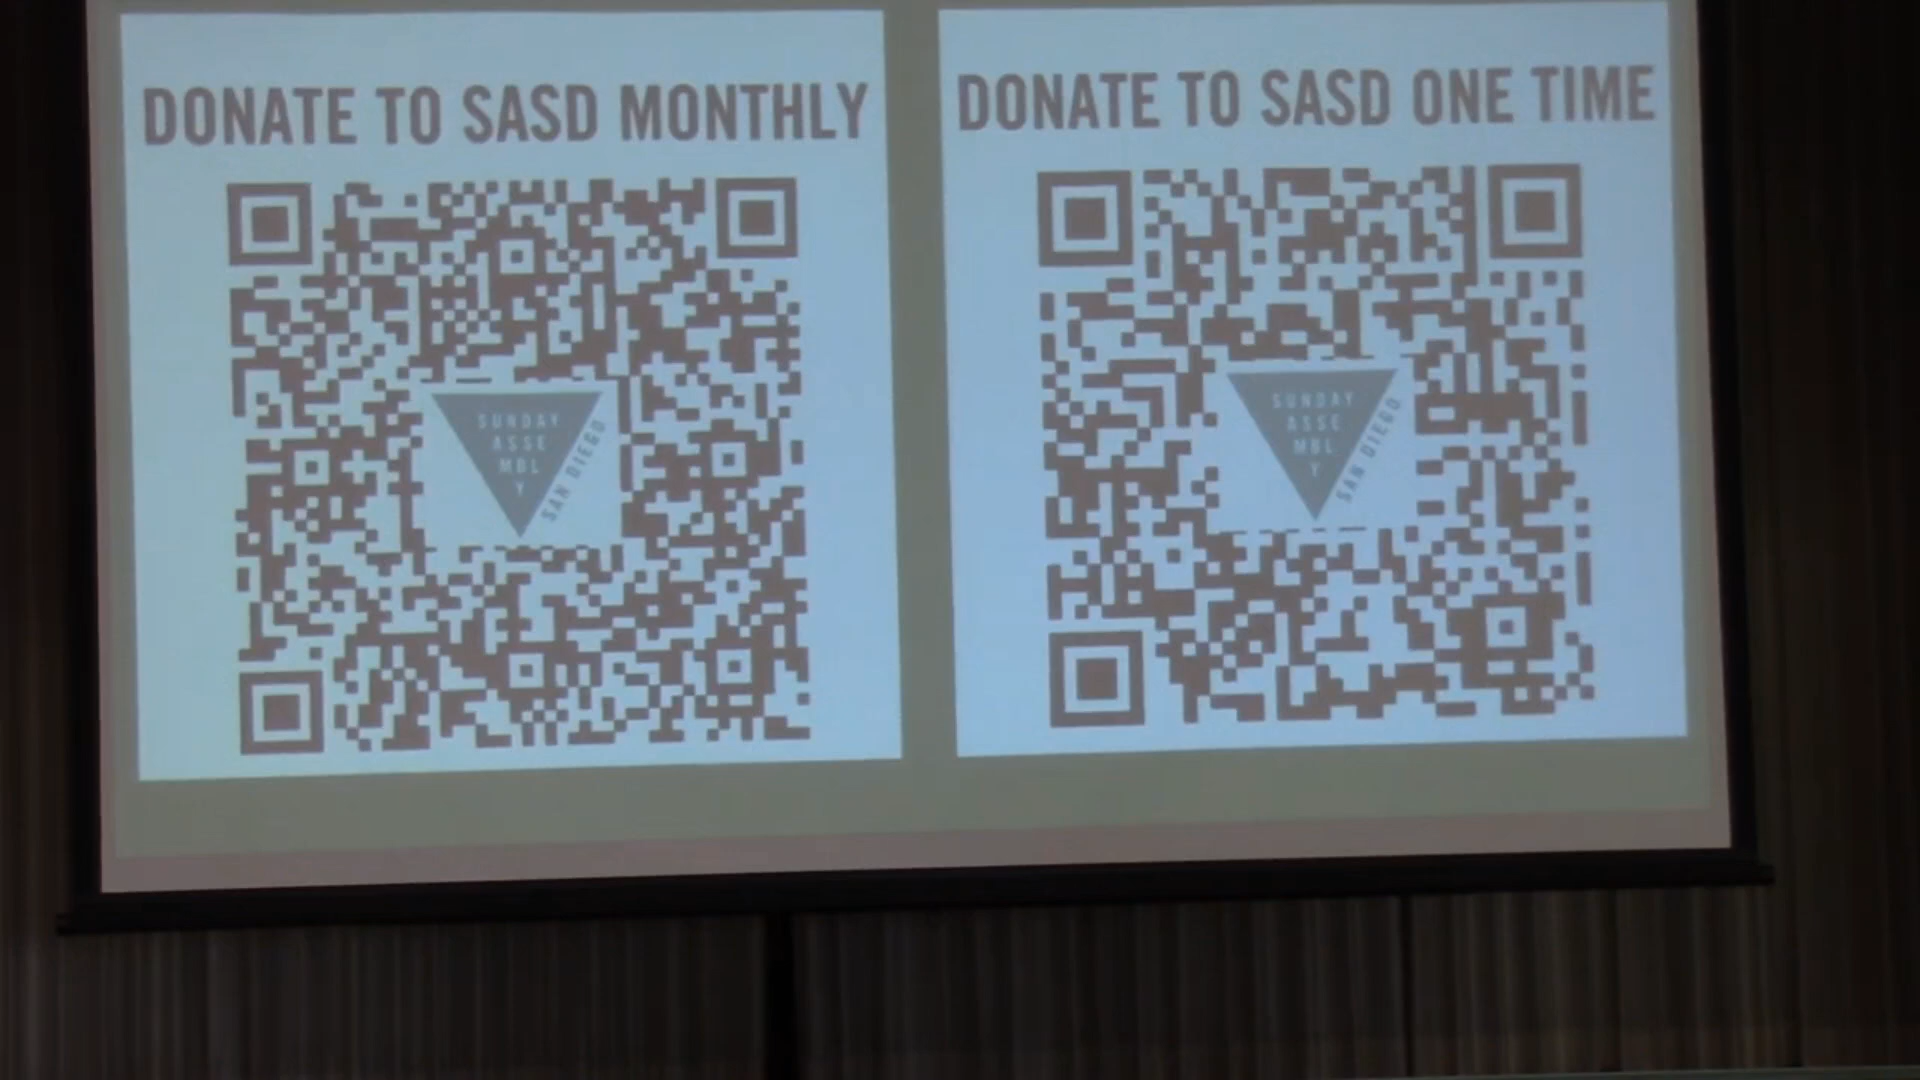 DONATE TO SASD MONTHLY
SUNDAY
ASSE
MBL
Y
SAN DIEGO
DONATE TO SASD ONE TIME
SUNDAY
ASSE
MBL
Y
SAN DIEGO